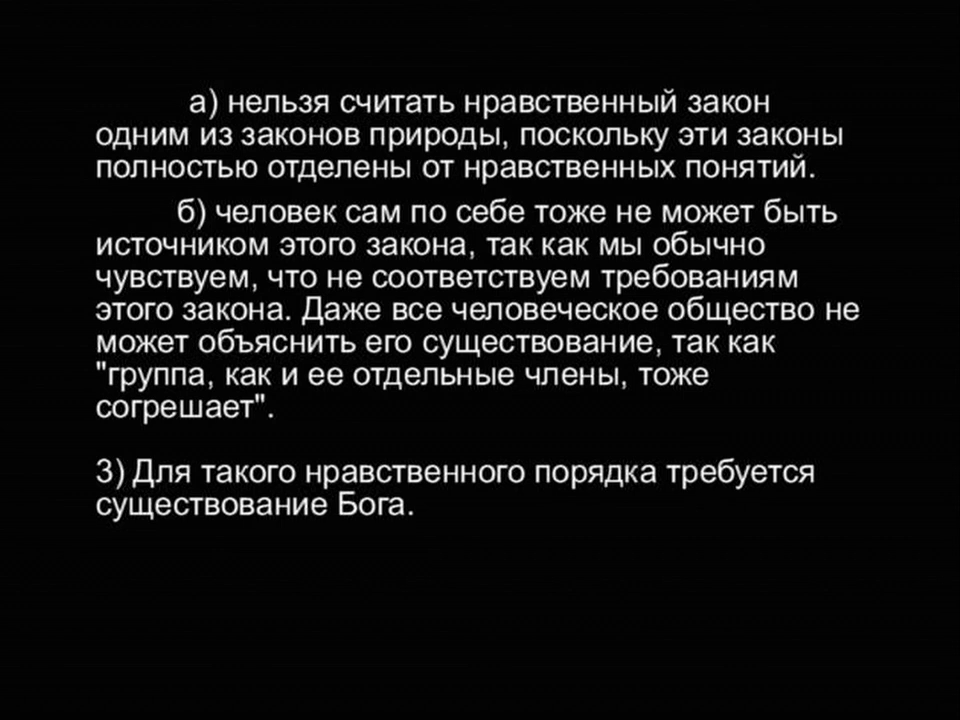 а) нельзя считать нравственный закон
одним из законов природы, поскольку эти законы
полностью отделены от нравственных понятий.
б) человек сам по себе тоже не может быть
источником этого закона, так как мы обычно
чувствуем, что не соответствуем требованиям
этого закона. Даже все человеческое общество не
может объяснить его существование, так как
"группа, как и ее отдельные члены, тоже
согрешает".
3) Для такого нравственного порядка требуется
существование Бога.